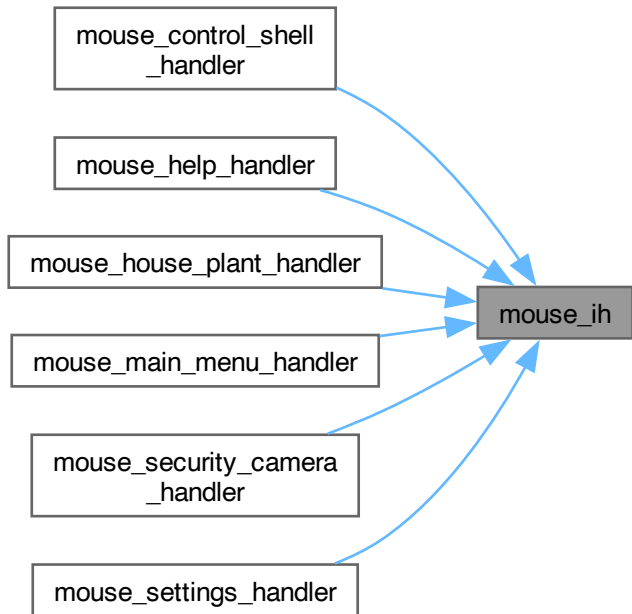 mouse_control_shell
_handler
mouse_help_handler
mouse_house_plant_handler
mouse_ih
mouse_main_menu_handler
mouse_security_camera
_handler
mouse_settings_handler